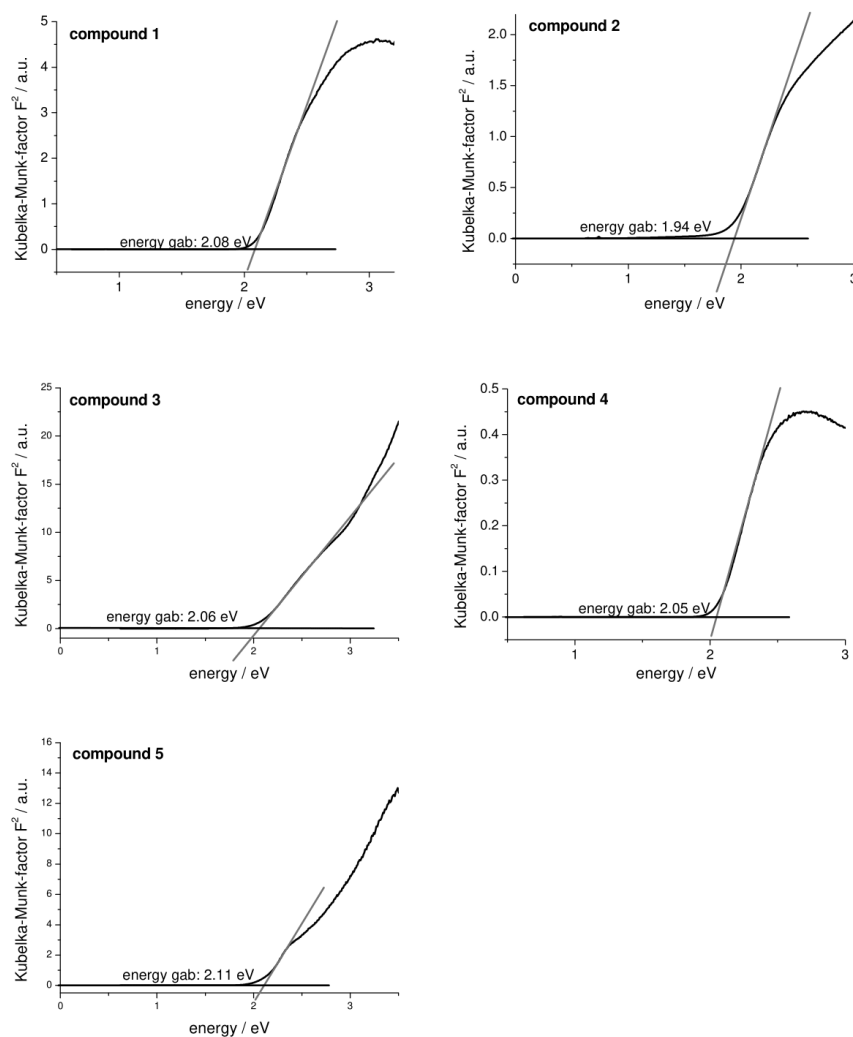 compound 1
Kubelka-Munk-factor F² / a.u.
5
4
3
2
1
0
energy gab: 2.08 eV
1 2 3
energy / eV
compound 2
Kubelka-Munk-factor F² / a.u.
2.0
1.5
1.0
0.5
0.0
energy gab: 1.94 eV
0 1 2 3
energy / eV
compound 3
Kubelka-Munk-factor F² / a.u.
25
20
15
10
5
0
energy gab: 2.06 eV
0 1 2 3
energy / eV
compound 4
Kubelka-Munk-factor F² / a.u.
0.5
0.4
0.3
0.2
0.1
0.0
energy gab: 2.05 eV
1 2 3
energy / eV
compound 5
Kubelka-Munk-factor F² / a.u.
16
14
12
10
8
6
4
2
0
energy gab: 2.11 eV
0 1 2 3
energy / eV